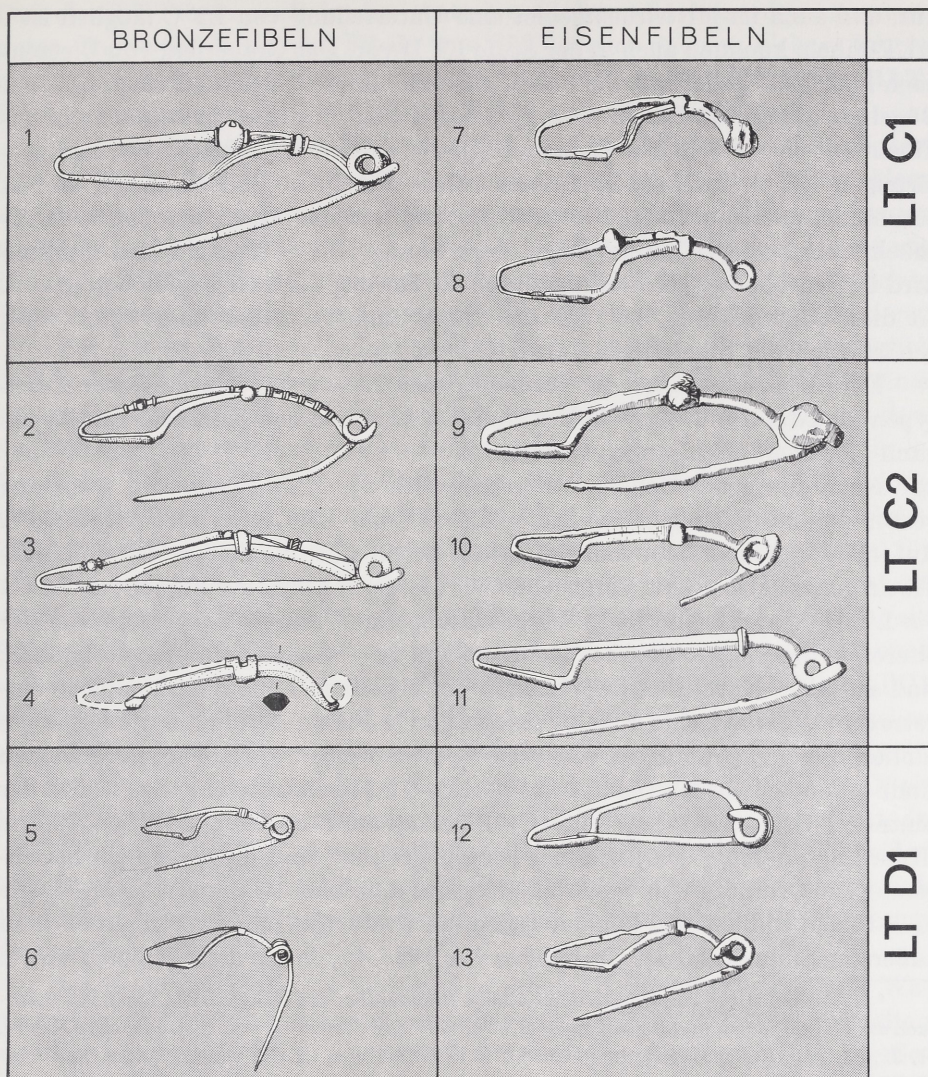 BRONZEFIBELN
EISENFIBELN
1
7
8
LT C1
2
9
3
10
4
11
LT C2
5
12
6
13
LT D1